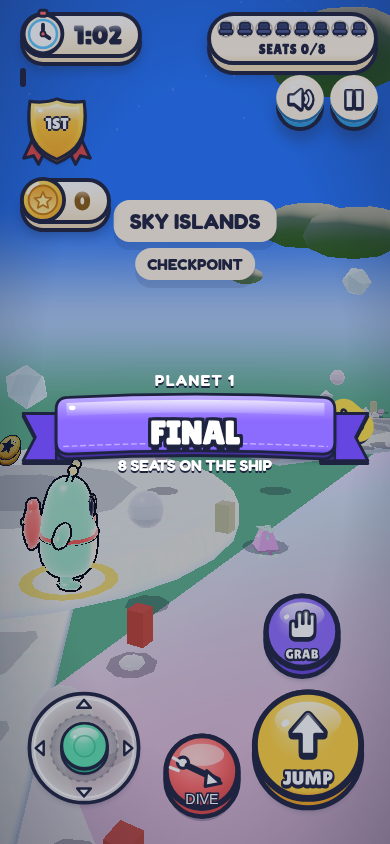 1:02
SEATS 0/8
1ST
0
SKY ISLANDS
CHECKPOINT
PLANET 1
FINAL
8 SEATS ON THE SHIP
GRAB
JUMP
DIVE